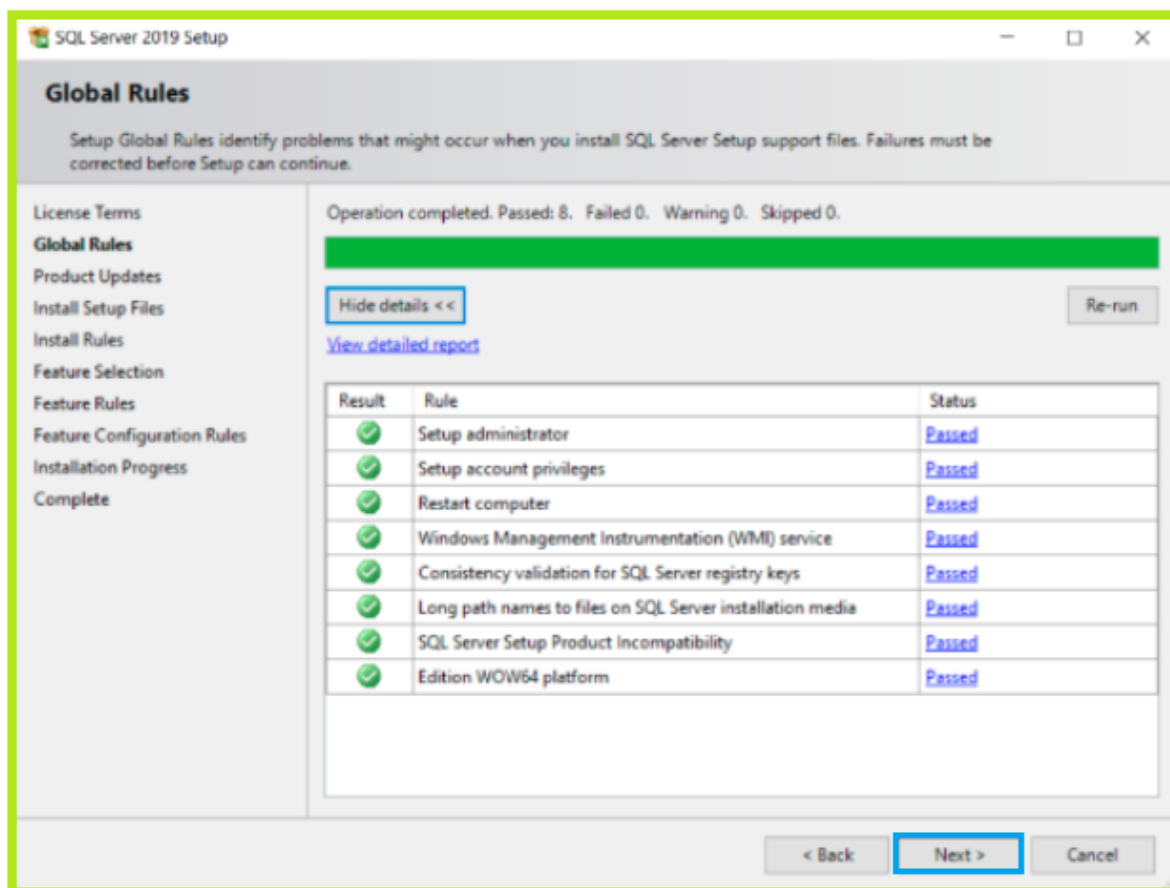 SQL Server 2019 Setup
Global Rules
Setup Global Rules identify problems that might occur when you install SQL Server Setup support files. Failures must be
corrected before Setup can continue.
License Terms
Global Rules
Product Updates
Install Setup Files
Install Rules
Feature Selection
Feature Rules
Feature Configuration Rules
Installation Progress
Complete
Operation completed. Passed: 8. Failed 0. Warning 0. Skipped 0.
Hide details <<
Re-run
View detailed report
Result Rule Status
Setup administrator Passed
Setup account privileges Passed
Restart computer Passed
Windows Management Instrumentation (WMI) service Passed
Consistency validation for SQL Server registry keys Passed
Long path names to files on SQL Server installation media Passed
SQL Server Setup Product Incompatibility Passed
Edition WOW64 platform Passed
< Back Next > Cancel